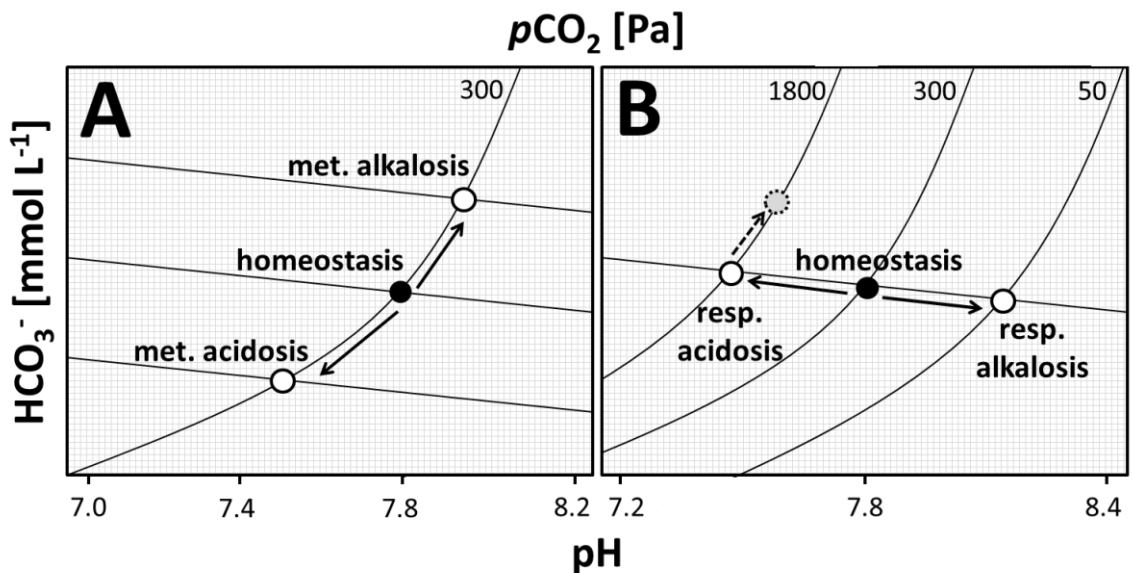 pCO₂ [Pa]
A
300
met. alkalosis
homeostasis
met. acidosis
B
1800
300
50
homeostasis
resp.
acidosis
resp.
alkalosis
HCO₃⁻ [mmol L⁻¹]
7.0 7.4 7.8 8.2
7.2 7.8 8.4
pH